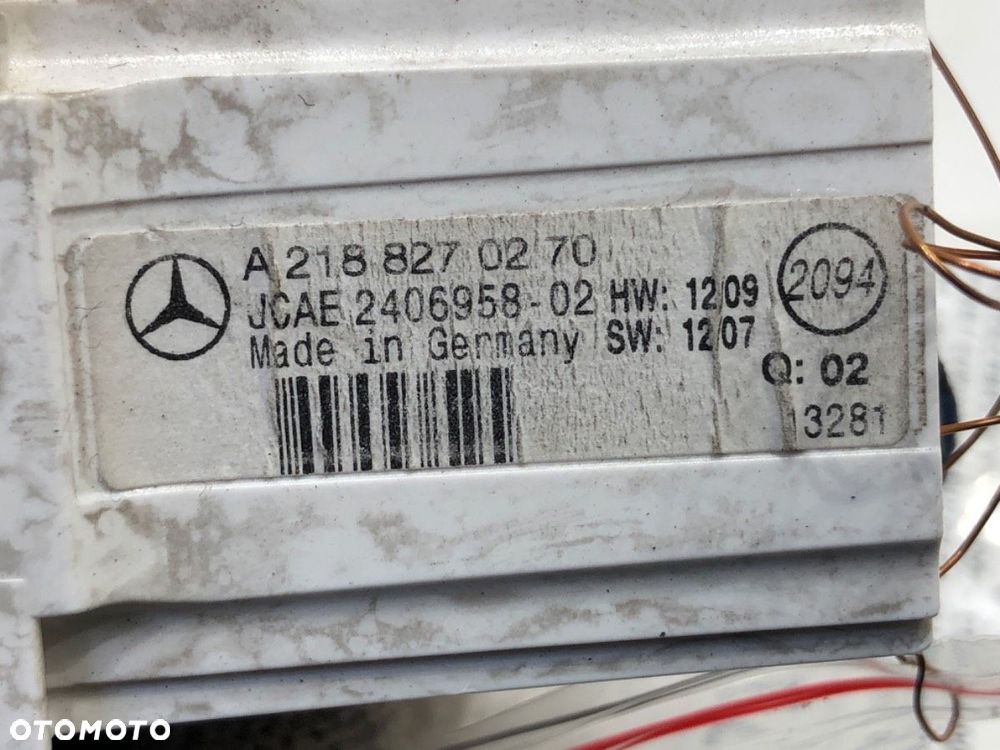 A 218 827 02 70
JCAE 2406958-02 HW: 12/09
Made in Germany SW: 12/07
2094
Q: 02
13281
OTOMOTO